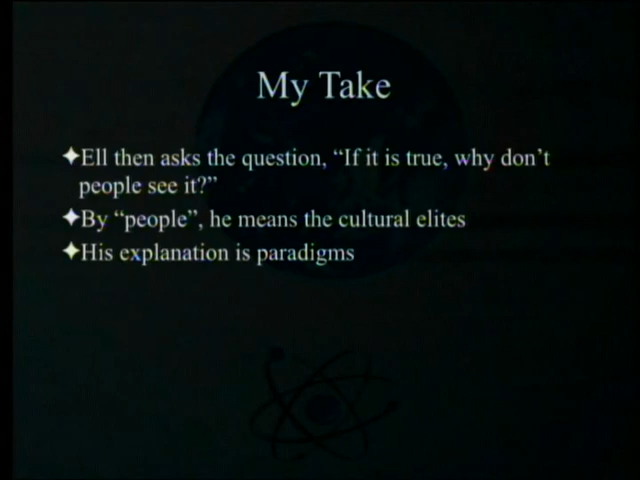 My Take
✦Ell then asks the question, “If it is true, why don’t
people see it?”
✦By “people”, he means the cultural elites
✦His explanation is paradigms